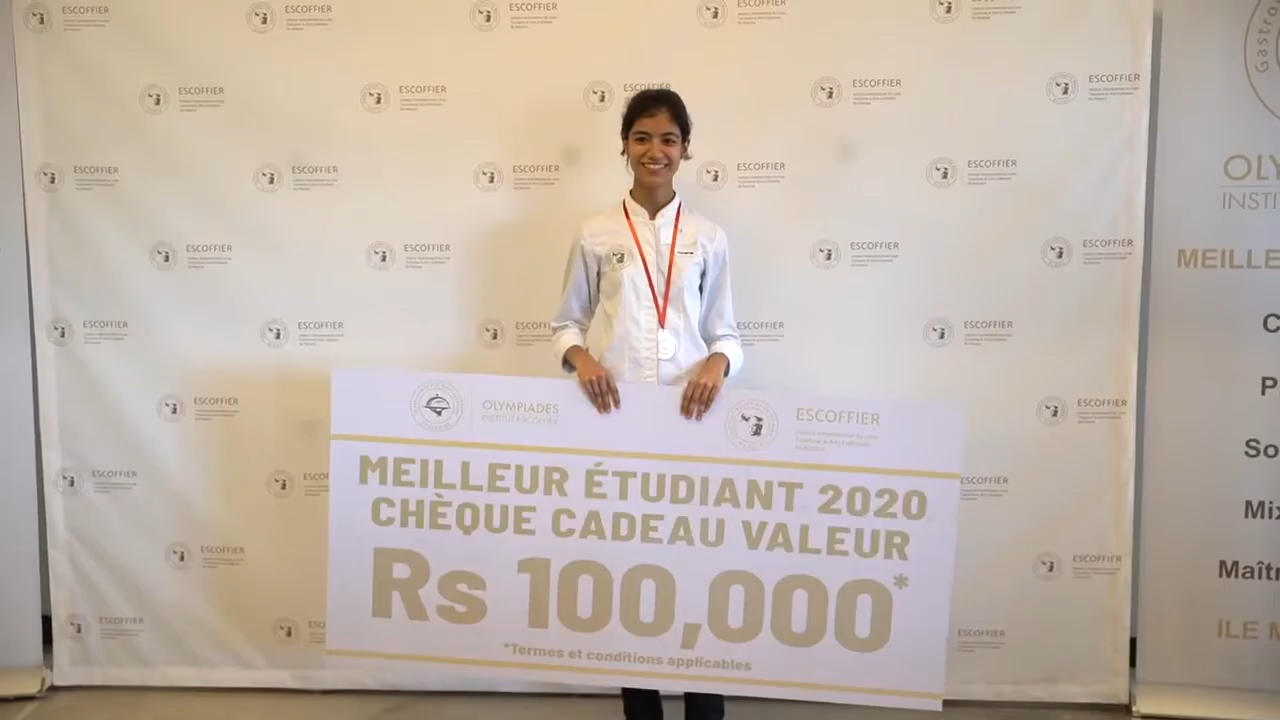 ESCOFFIER
OLYMPIADES
INSTITUT ESCOFFIER
ESCOFFIER
MEILLEUR ÉTUDIANT 2020
CHÈQUE CADEAU VALEUR
Rs 100,000*
*Termes et conditions applicables
OLY
INSTI
MEILLE
C
P
So
Mix
Maît
ILE M